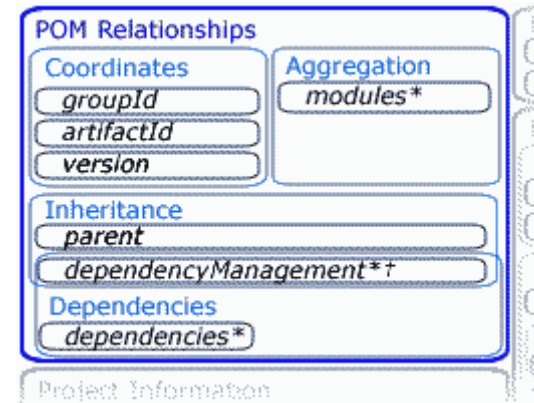 POM Relationships
Coordinates
groupId
artifactId
version
Aggregation
modules*
Inheritance
parent
dependencyManagement*†
Dependencies
dependencies*
Project Information